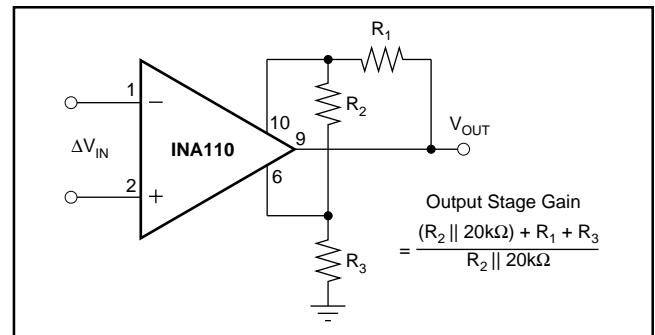 R1
1
−
10
R2
9
VOUT
ΔVIN
INA110
6
2
+
Output Stage Gain
= (R2 || 20kΩ) + R1 + R3
R2 || 20kΩ
R3